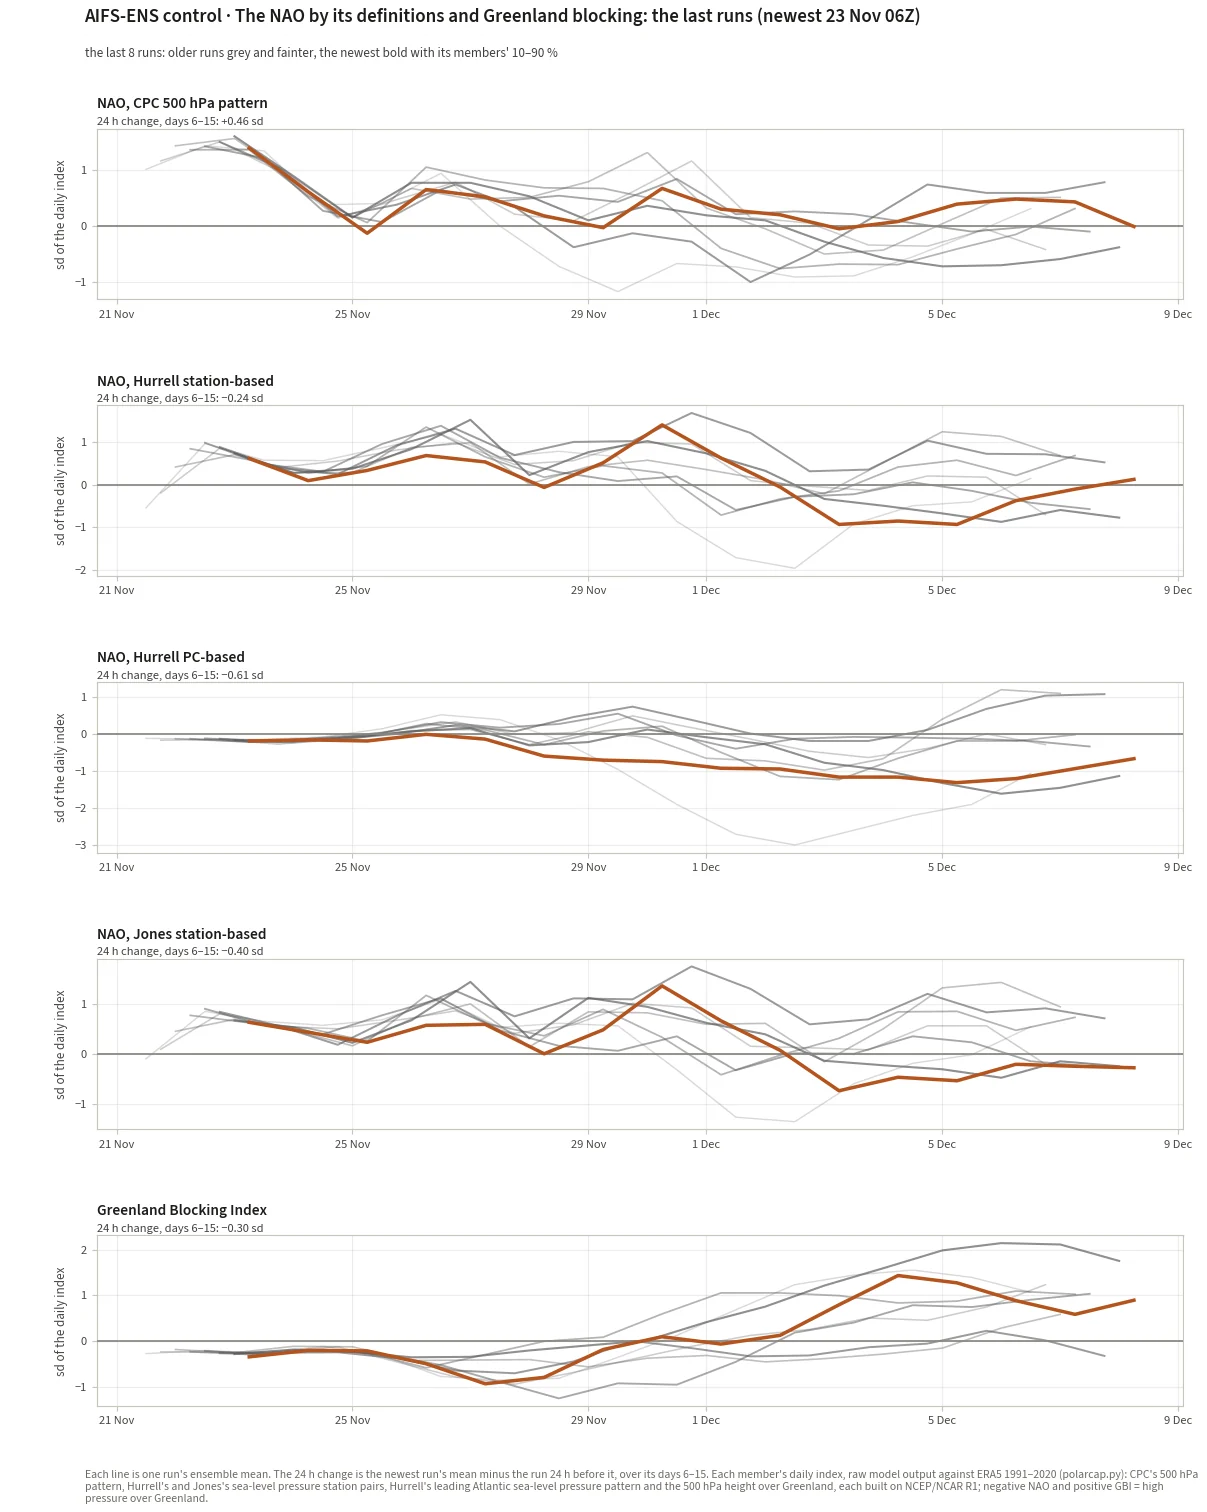 AIFS-ENS control · The NAO by its definitions and Greenland blocking: the last runs (newest 23 Nov 06Z)
the last 8 runs: older runs grey and fainter, the newest bold with its members' 10–90 %
NAO, CPC 500 hPa pattern
24 h change, days 6–15: +0.46 sd
sd of the daily index
1
0
−1
21 Nov
25 Nov
29 Nov
1 Dec
5 Dec
9 Dec
NAO, Hurrell station-based
24 h change, days 6–15: −0.24 sd
sd of the daily index
1
0
−1
−2
21 Nov
25 Nov
29 Nov
1 Dec
5 Dec
9 Dec
NAO, Hurrell PC-based
24 h change, days 6–15: −0.61 sd
sd of the daily index
1
0
−1
−2
−3
21 Nov
25 Nov
29 Nov
1 Dec
5 Dec
9 Dec
NAO, Jones station-based
24 h change, days 6–15: −0.40 sd
sd of the daily index
1
0
−1
21 Nov
25 Nov
29 Nov
1 Dec
5 Dec
9 Dec
Greenland Blocking Index
24 h change, days 6–15: −0.30 sd
sd of the daily index
2
1
0
−1
21 Nov
25 Nov
29 Nov
1 Dec
5 Dec
9 Dec
Each line is one run's ensemble mean. The 24 h change is the newest run's mean minus the run 24 h before it, over its days 6–15. Each member's daily index, raw model output against ERA5 1991–2020 (polarcap.py): CPC's 500 hPa
pattern, Hurrell's and Jones's sea-level pressure station pairs, Hurrell's leading Atlantic sea-level pressure pattern and the 500 hPa height over Greenland, each built on NCEP/NCAR R1; negative NAO and positive GBI = high
pressure over Greenland.